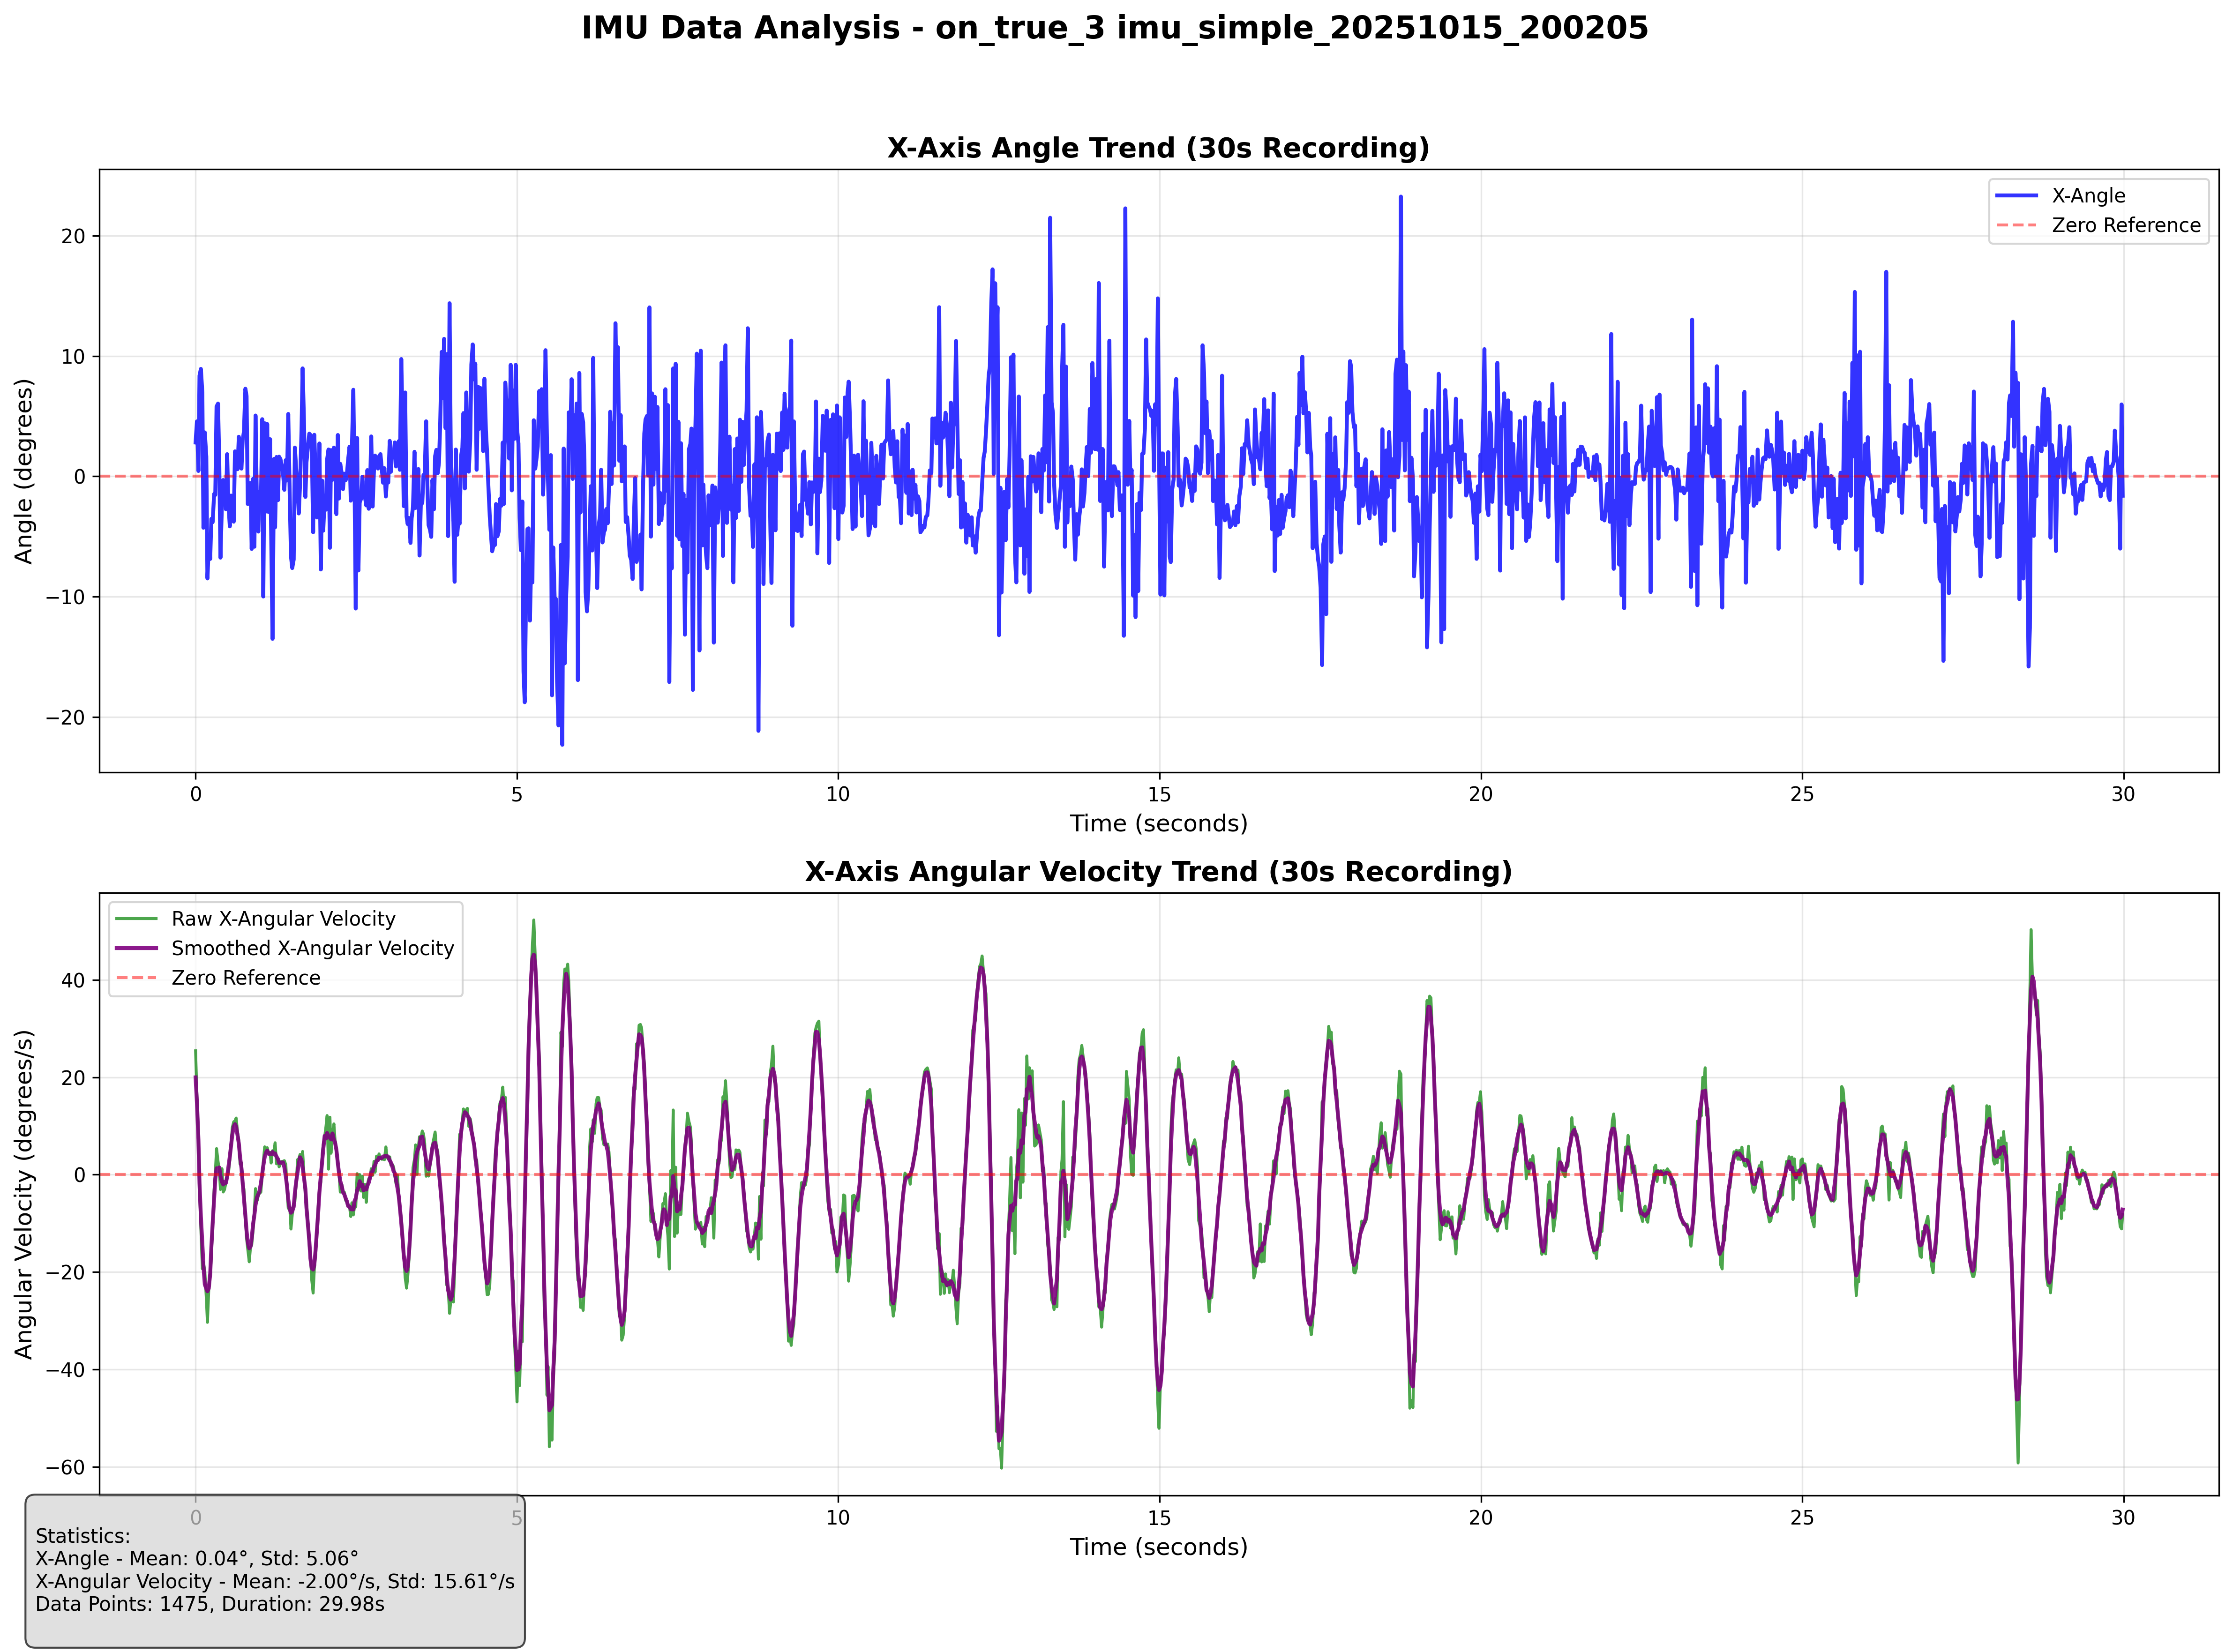 IMU Data Analysis - on_true_3 imu_simple_20251015_200205
X-Axis Angle Trend (30s Recording)
X-Angle
Zero Reference
Angle (degrees)
20
10
0
−10
−20
0 5 10 15 20 25 30
Time (seconds)
X-Axis Angular Velocity Trend (30s Recording)
Raw X-Angular Velocity
Smoothed X-Angular Velocity
Zero Reference
Angular Velocity (degrees/s)
40
20
0
−20
−40
−60
0 5 10 15 20 25 30
Time (seconds)
Statistics:
X-Angle - Mean: 0.04°, Std: 5.06°
X-Angular Velocity - Mean: -2.00°/s, Std: 15.61°/s
Data Points: 1475, Duration: 29.98s